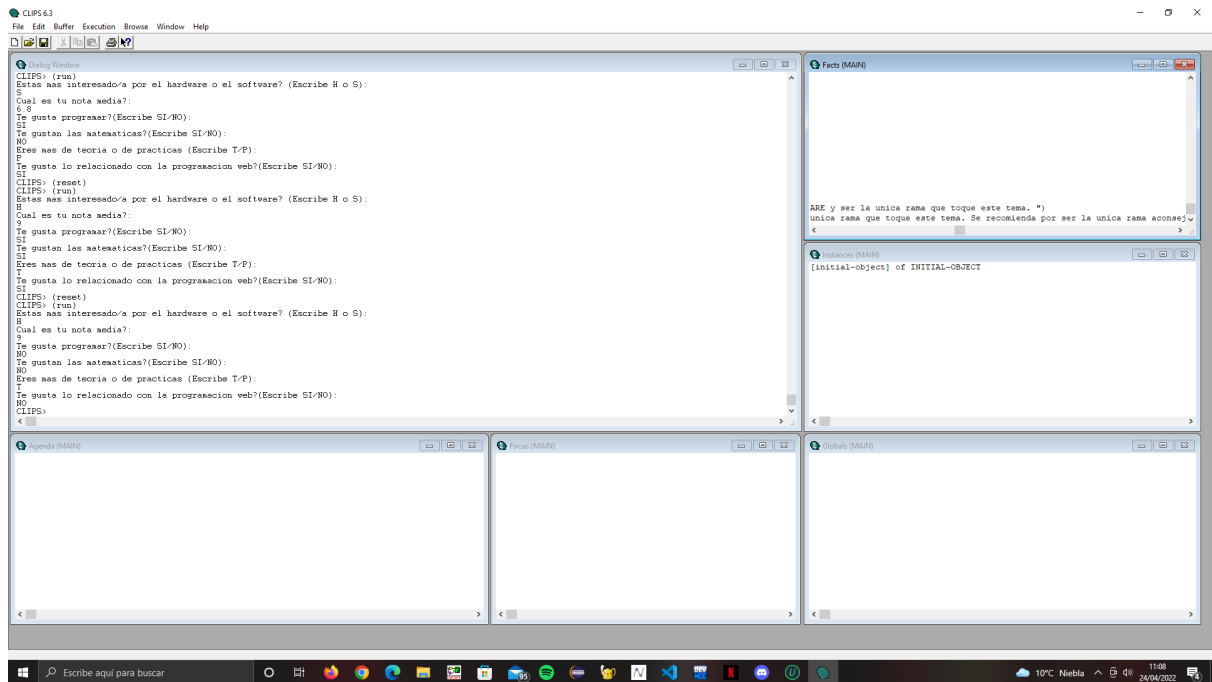 CLIPS 6.3
File Edit Buffer Execution Browse Window Help
Dialog Window
CLIPS> (run)
Estas mas interesado/a por el hardware o el software? (Escribe H o S):
S
Cual es tu nota media?:
6.8
Te gusta programar?(Escribe SI/NO):
SI
Te gustan las matematicas?(Escribe SI/NO):
NO
Eres mas de teoria o de practicas (Escribe T/P):
P
Te gusta lo relacionado con la programacion web?(Escribe SI/NO):
SI
CLIPS> (reset)
CLIPS> (run)
Estas mas interesado/a por el hardware o el software? (Escribe H o S):
H
Cual es tu nota media?:
9
Te gusta programar?(Escribe SI/NO):
SI
Te gustan las matematicas?(Escribe SI/NO):
SI
Eres mas de teoria o de practicas (Escribe T/P):
T
Te gusta lo relacionado con la programacion web?(Escribe SI/NO):
SI
CLIPS> (reset)
CLIPS> (run)
Estas mas interesado/a por el hardware o el software? (Escribe H o S):
H
Cual es tu nota media?:
9
Te gusta programar?(Escribe SI/NO):
NO
Te gustan las matematicas?(Escribe SI/NO):
NO
Eres mas de teoria o de practicas (Escribe T/P):
T
Te gusta lo relacionado con la programacion web?(Escribe SI/NO):
NO
CLIPS>
Facts (MAIN)
ARE y ser la unica rama que toque este tema. ")
unica rama que toque este tema. Se recomienda por ser la unica rama aconsej
Instances (MAIN)
[initial-object] of INITIAL-OBJECT
Agenda (MAIN)
Focus (MAIN)
Globals (MAIN)
Escribe aquí para buscar
95
10°C Niebla
11:08
24/04/2022
4